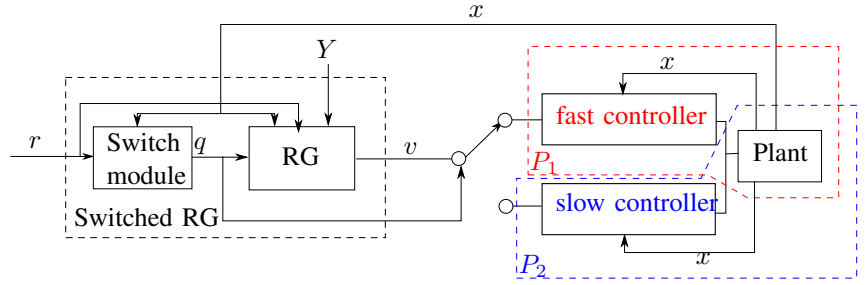 x
Y
x
fast controller
r
Switch
module
q
RG
v
P₁
Plant
Switched RG
slow controller
x
P₂